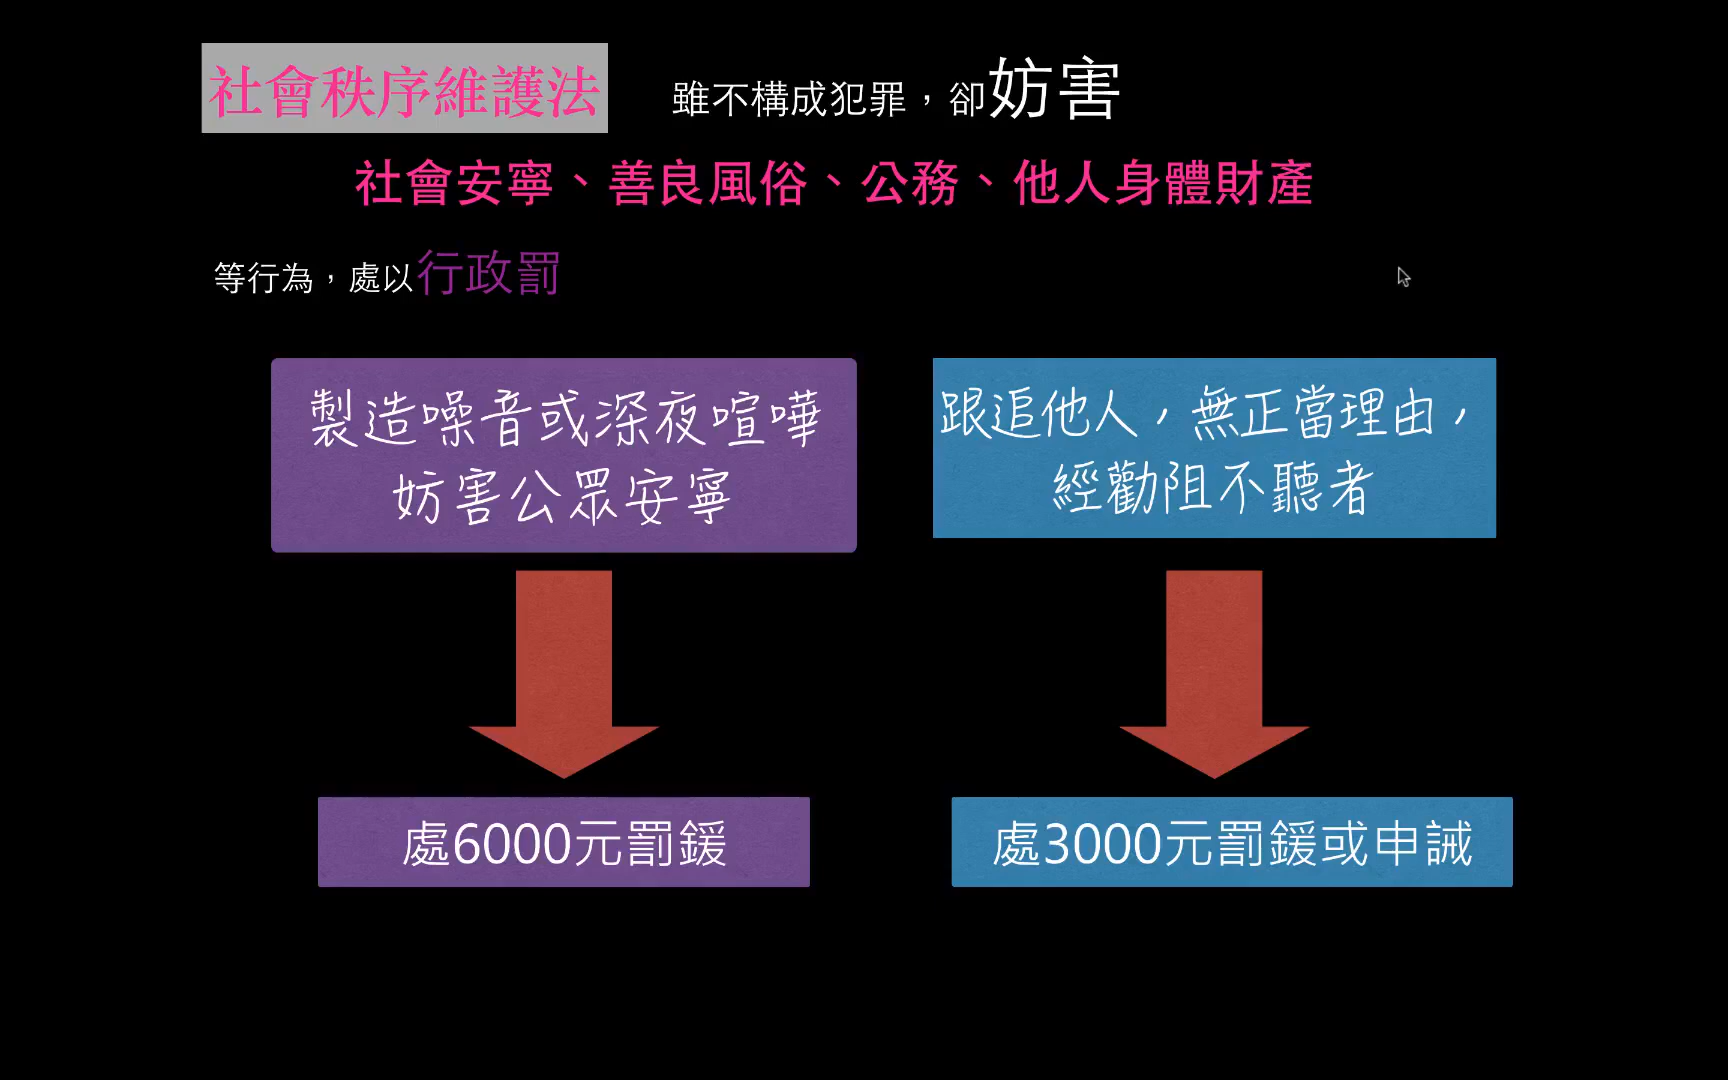 社會秩序維護法 雖不構成犯罪，卻妨害
社會安寧、善良風俗、公務、他人身體財產
等行為，處以行政罰
製造噪音或深夜喧嘩
妨害公眾安寧
跟追他人，無正當理由，
經勸阻不聽者
處6000元罰鍰
處3000元罰鍰或申誡